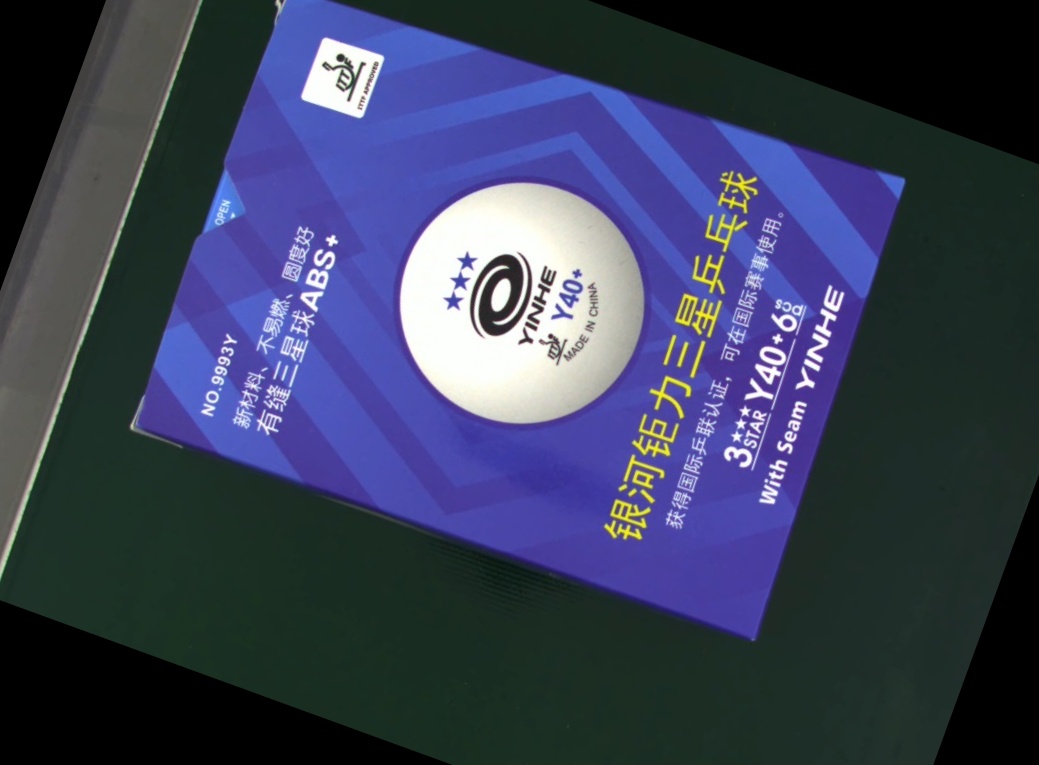 ITTF APPROVED
OPEN
NO.9993Y
新材料、不易燃、圆度好
有缝三星球ABS+
★★★
YINHE
Y40+
MADE IN CHINA
银河钜力三星乒乓球
获得国际乒联认证,可在国际赛事使用。
3★★★STAR Y40+6
With Seam YINHE